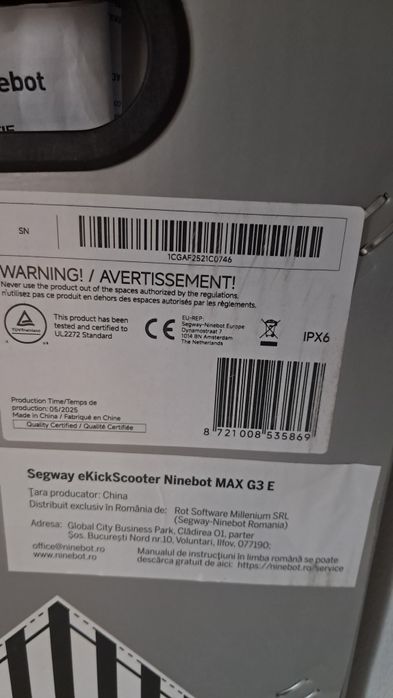 ebot
SN
1CGAF2521C0746
WARNING! / AVERTISSEMENT!
Never use the product out of the spaces authorized by the regulations.
n'utilisez pas ce produit en dehors des espaces autorisés par les règlements.
TÜVRheinland
This product has been
tested and certified to
UL2272 Standard
CE
EU-REP:
Segway-Ninebot Europe
Dynamostraat 7
1014 BN Amsterdam
The Netherlands
IPX6
Production Time/Temps de
production: 05/2025
Made in China / Fabriqué en Chine
Quality Certified / Qualité Certifiée
8 721008 535869
Segway eKickScooter Ninebot MAX G3 E
Țara producator: China
Distribuit exclusiv în România de: Rot Software Millenium SRL
(Segway-Ninebot Romania)
Adresa: Global City Business Park, Clădirea O1, parter
Șos. București Nord nr.10, Voluntari, Ilfov, 077190;
office@ninebot.ro
www.ninebot.ro
Manualul de instrucțiuni în limba română se poate
descărca gratuit de aici: https://ninebot.ro/service